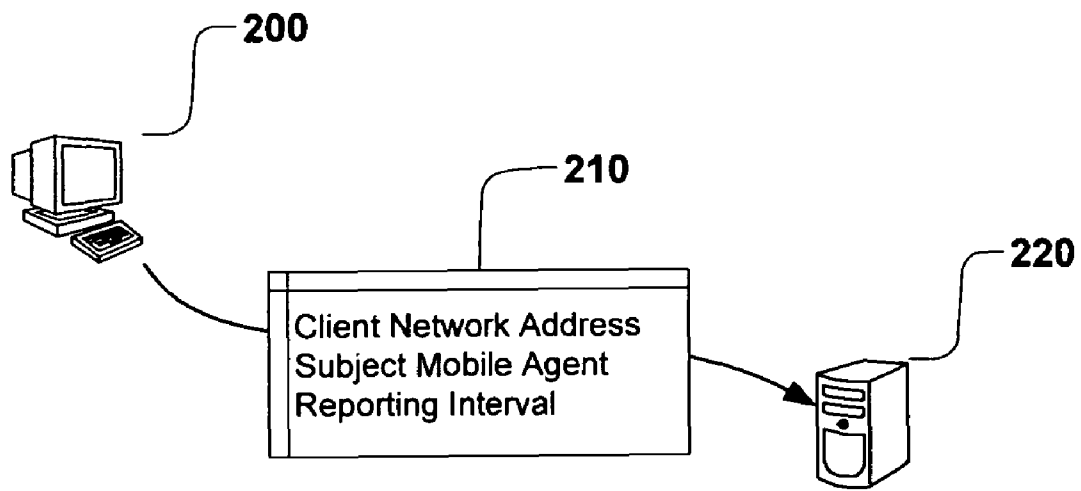 200
210
220
Client Network Address
Subject Mobile Agent
Reporting Interval